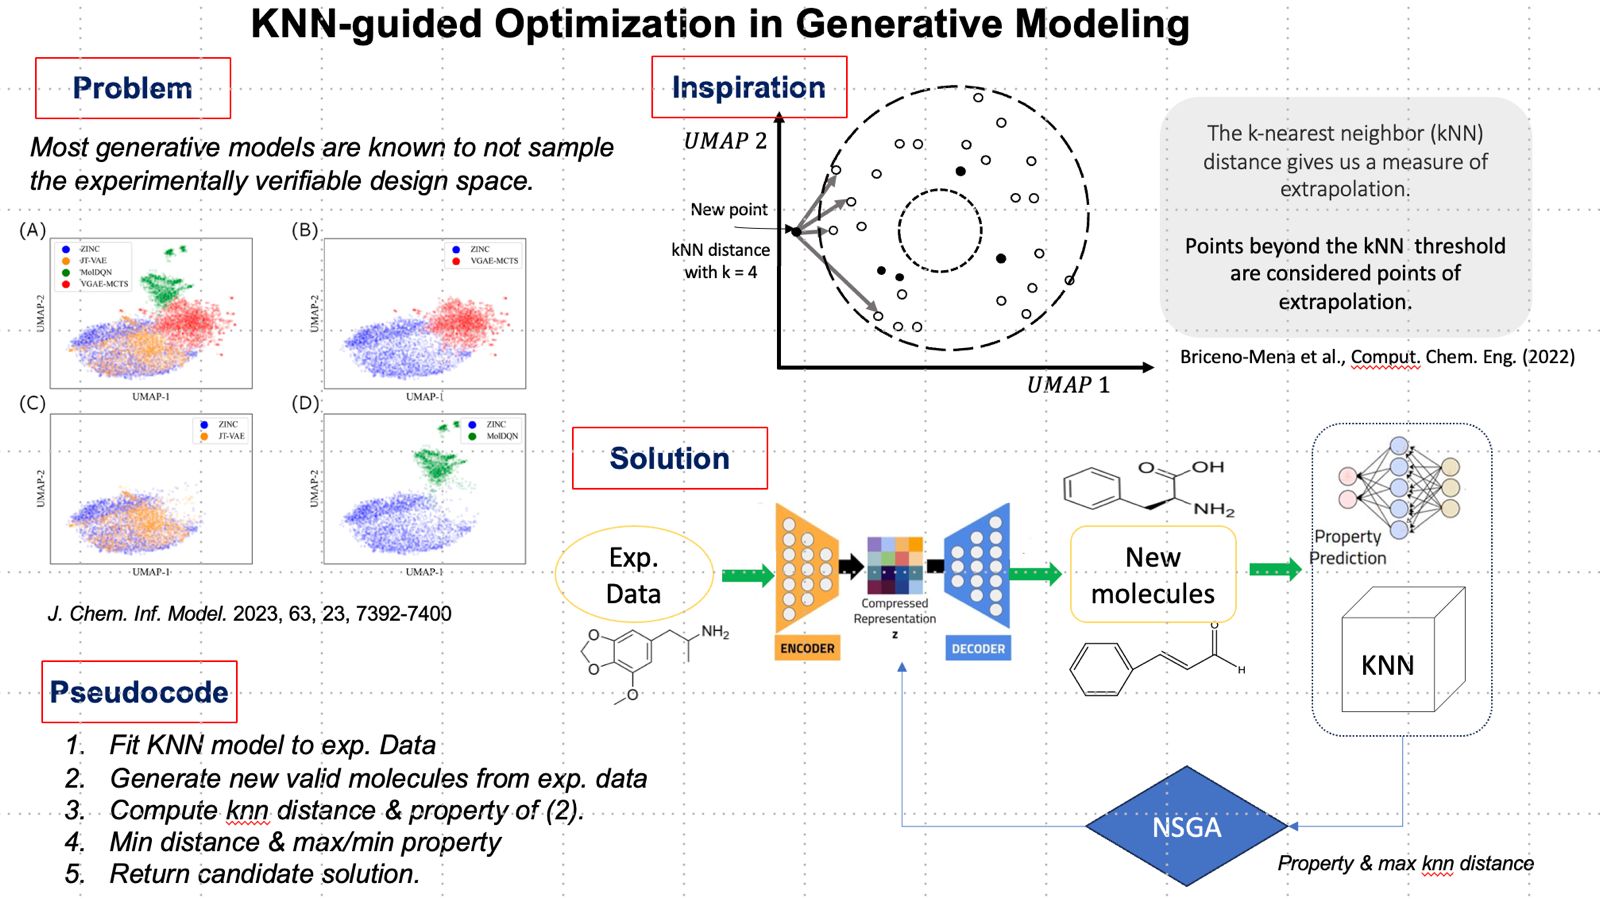 KNN-guided Optimization in Generative Modeling
Problem
Most generative models are known to not sample
the experimentally verifiable design space.
(A)
ZINC
JT-VAE
MolDQN
VGAE-MCTS
UMAP-2
UMAP-1
(B)
ZINC
VGAE-MCTS
UMAP-2
UMAP-1
(C)
ZINC
JT-VAE
UMAP-2
UMAP-1
(D)
ZINC
MolDQN
UMAP-2
UMAP-1
J. Chem. Inf. Model. 2023, 63, 23, 7392-7400
Inspiration
UMAP 2
New point
kNN distance
with k = 4
UMAP 1
The k-nearest neighbor (kNN)
distance gives us a measure of
extrapolation.
Points beyond the kNN threshold
are considered points of
extrapolation.
Briceno-Mena et al., Comput. Chem. Eng. (2022)
Solution
Exp.
Data
NH2
O
O
O
ENCODER
Compressed
Representation
z
DECODER
O
OH
NH2
New
molecules
O
H
Property
Prediction
KNN
NSGA
Property & max knn distance
Pseudocode
1. Fit KNN model to exp. Data
2. Generate new valid molecules from exp. data
3. Compute knn distance & property of (2).
4. Min distance & max/min property
5. Return candidate solution.